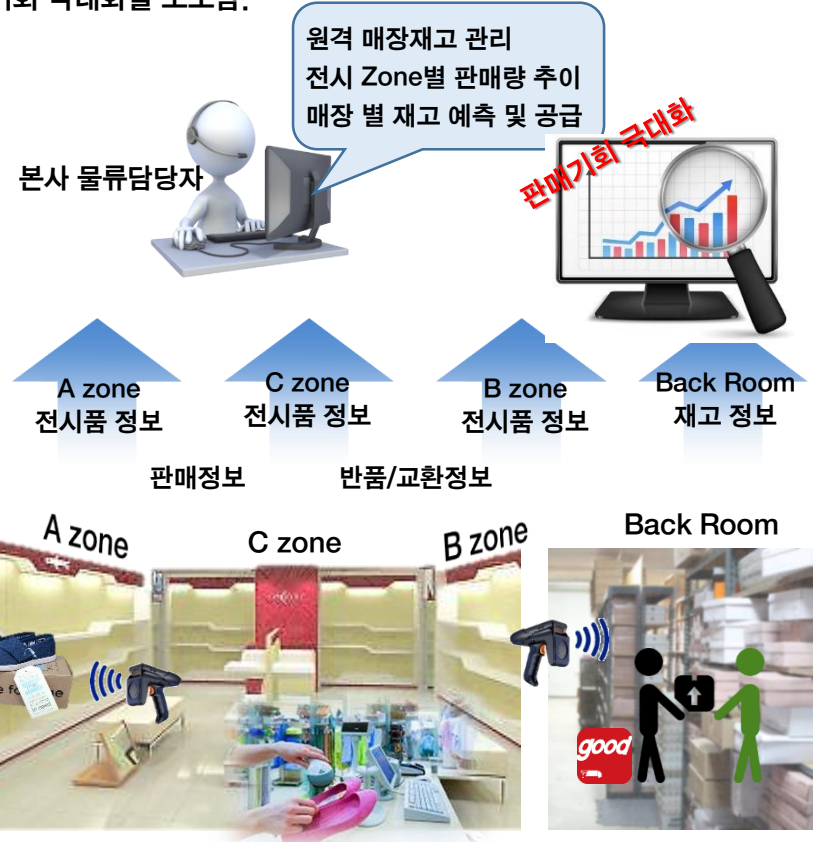 원격 매장재고 관리
전시 Zone별 판매량 추이
매장 별 재고 예측 및 공급
판매기회 극대화
본사 물류담당자
A zone
전시품 정보
C zone
전시품 정보
B zone
전시품 정보
Back Room
재고 정보
판매정보
반품/교환정보
A zone
C zone
B zone
Back Room
good